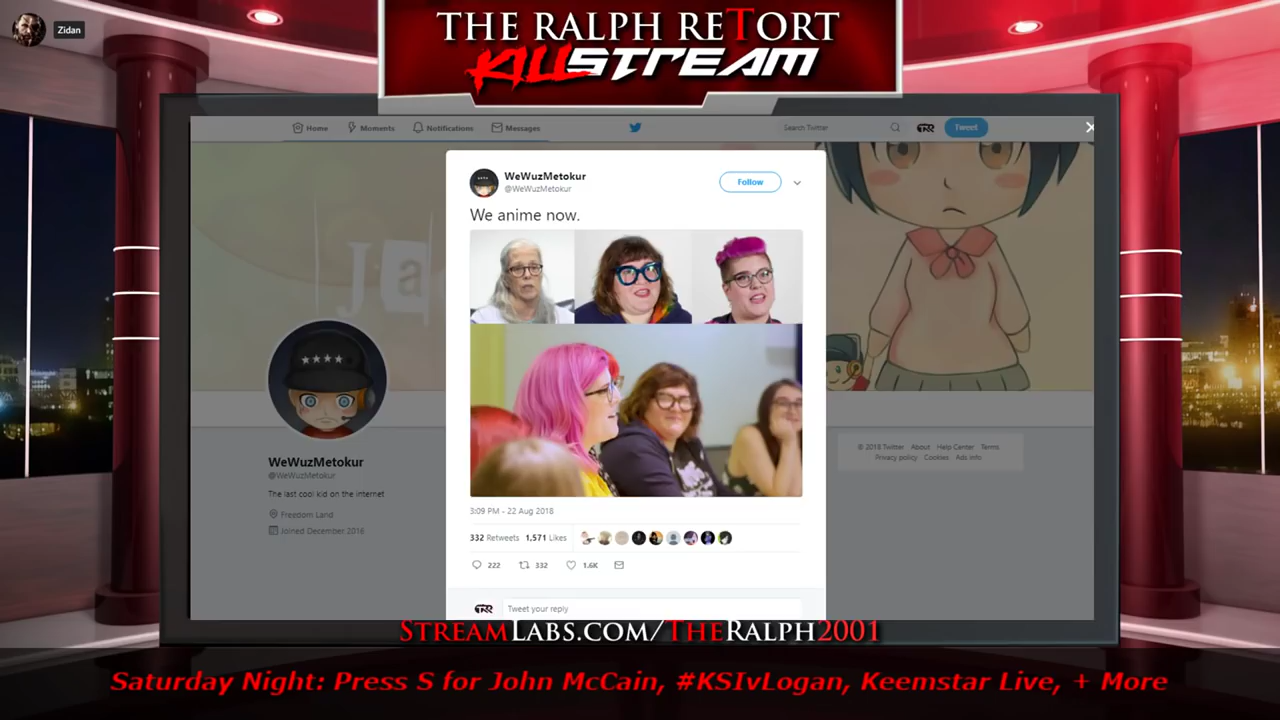 Zidan
THE RALPH RETORT
KILLSTREAM
Home
Moments
Notifications
Messages
Search Twitter
TRR
Tweet
WeWuzMetokur
@WeWuzMetokur
Follow
We anime now.
Ja
WeWuzMetokur
@WeWuzMetokur
The last cool kid on the internet
Freedom Land
Joined December 2016
© 2018 Twitter About Help Center Terms
Privacy policy Cookies Ads info
3:09 PM - 22 Aug 2018
332 Retweets 1,571 Likes
222 332 1.6K
TRR
Tweet your reply
STREAMLABS.COM/THERALPH2001
Saturday Night: Press S for John McCain, #KSIvLogan, Keemstar Live, + More